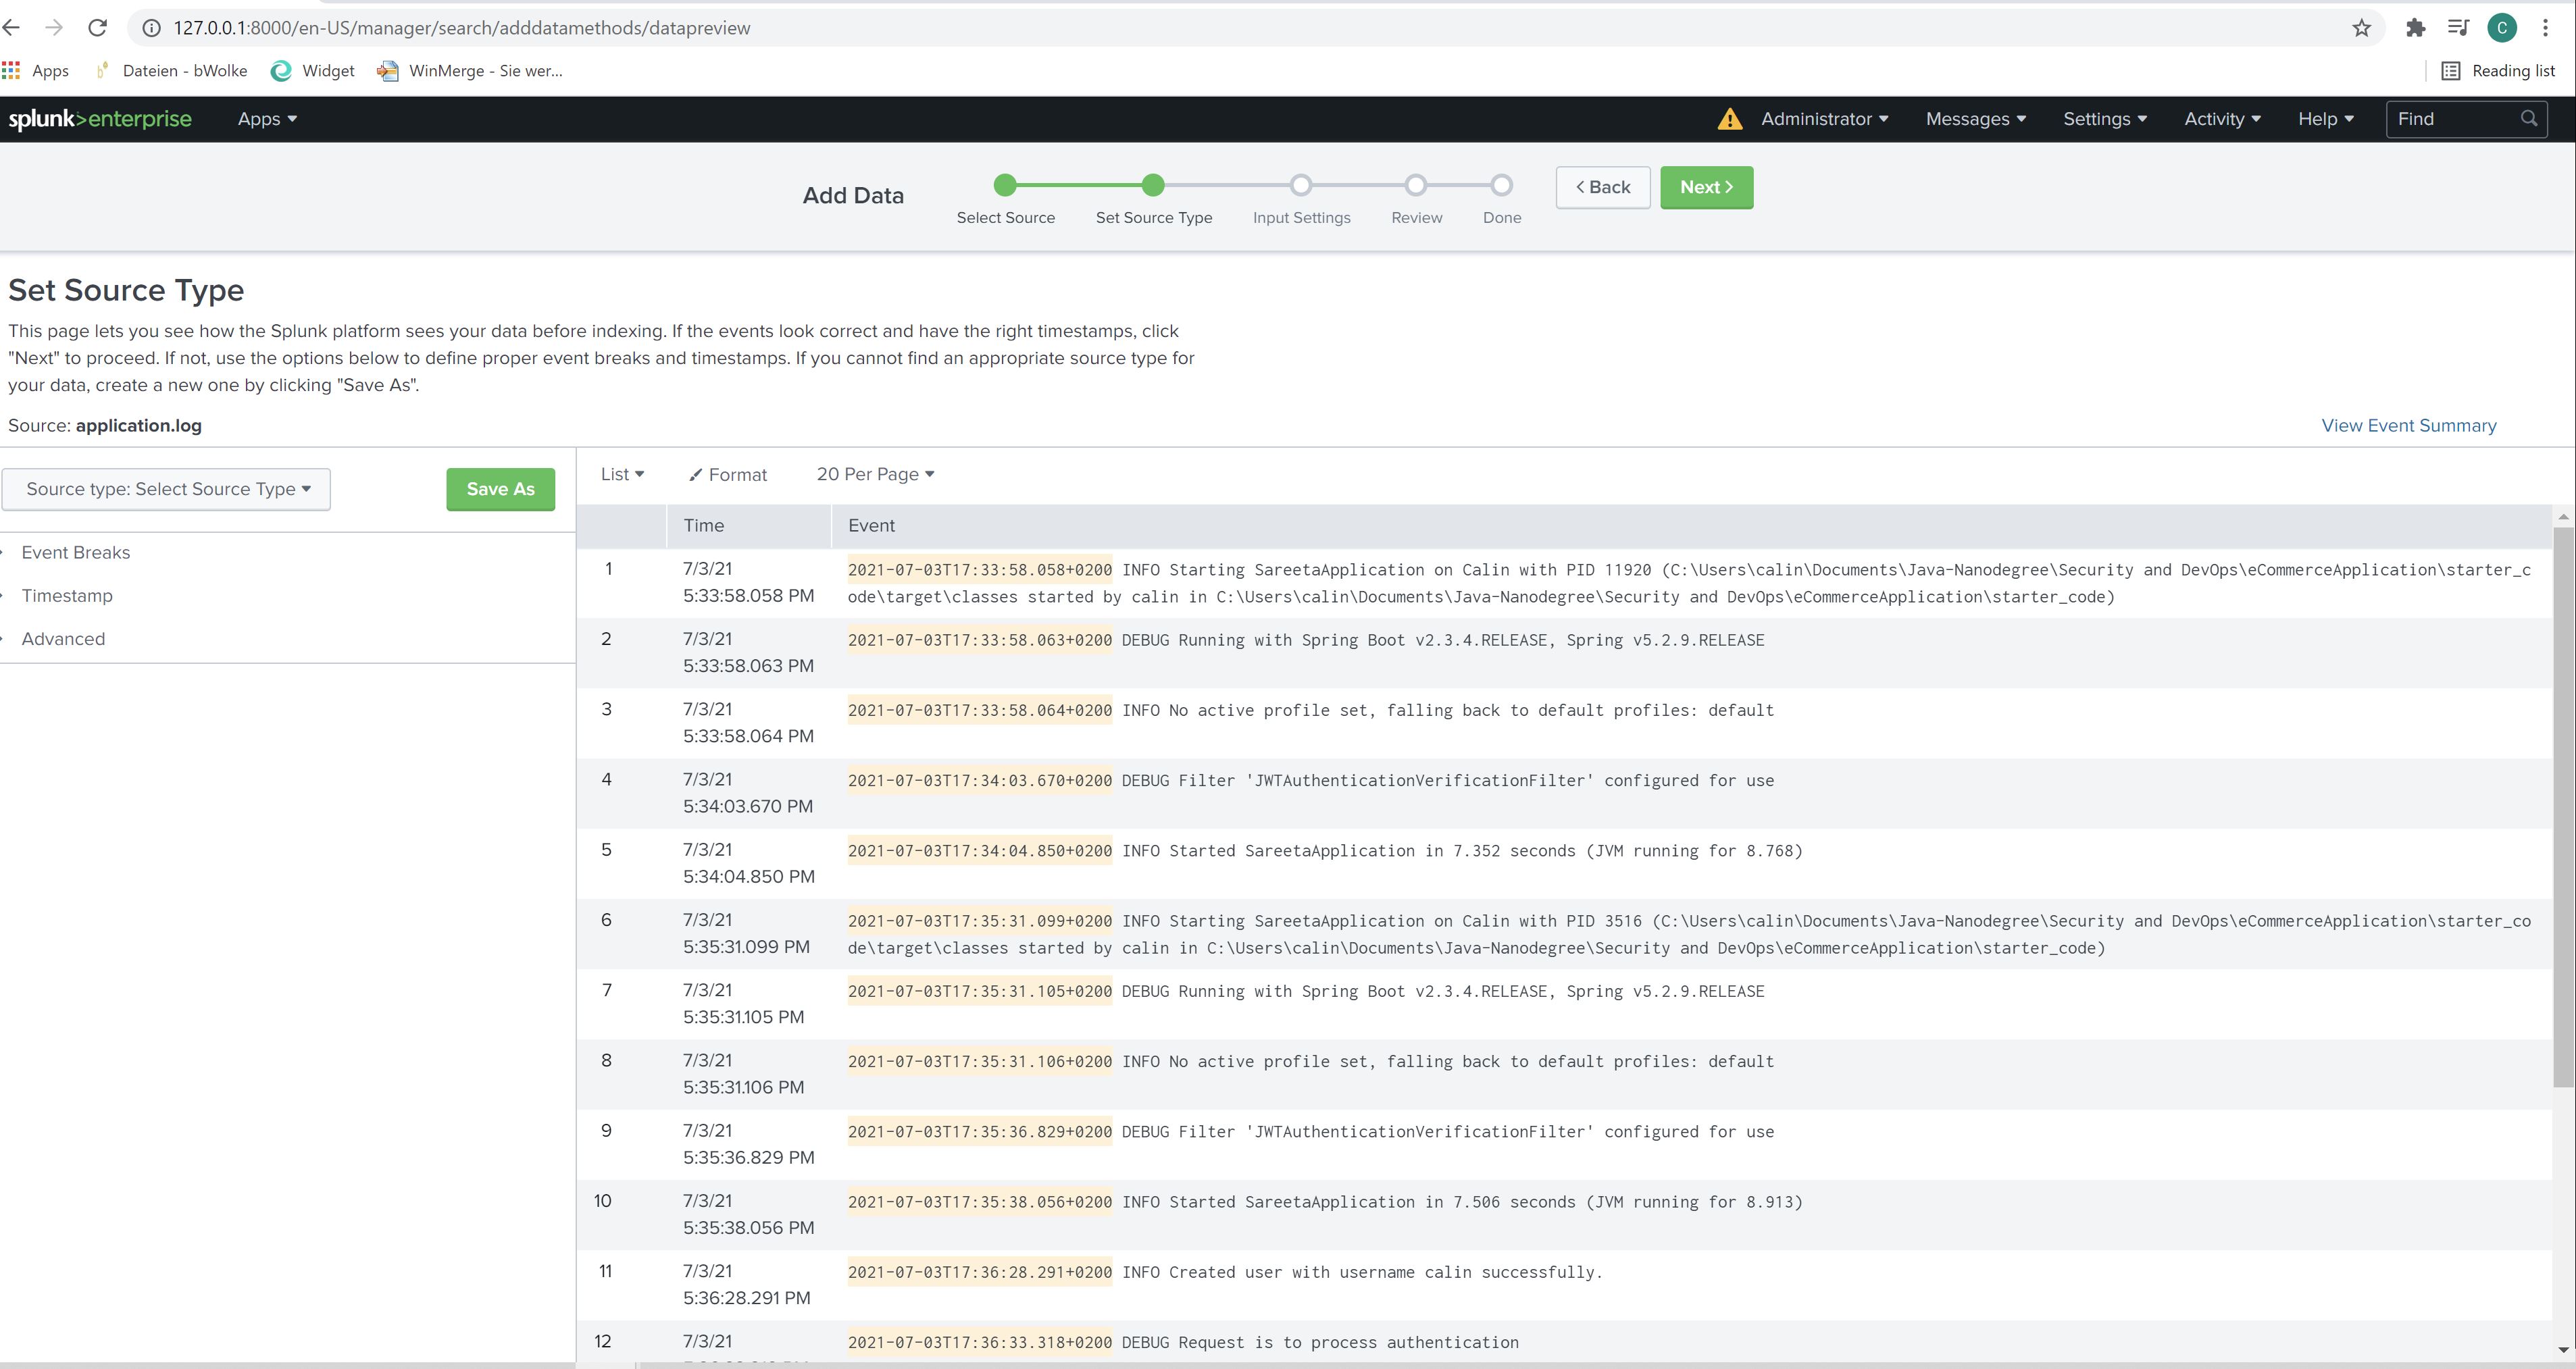 127.0.0.1:8000/en-US/manager/search/adddatamethods/datapreview
C
Apps
Dateien - bWolke
Widget
WinMerge - Sie wer...
Reading list
splunk>enterprise
Apps
Administrator
Messages
Settings
Activity
Help
Find
Add Data
Select Source
Set Source Type
Input Settings
Review
Done
Back
Next
Set Source Type
This page lets you see how the Splunk platform sees your data before indexing. If the events look correct and have the right timestamps, click
"Next" to proceed. If not, use the options below to define proper event breaks and timestamps. If you cannot find an appropriate source type for
your data, create a new one by clicking "Save As".
Source: application.log
View Event Summary
Source type: Select Source Type
Save As
Event Breaks
Timestamp
Advanced
List
Format
20 Per Page
Time
Event
1
7/3/21
5:33:58.058 PM
2021-07-03T17:33:58.058+0200 INFO Starting SareetaApplication on Calin with PID 11920 (C:\Users\calin\Documents\Java-Nanodegree\Security and DevOps\eCommerceApplication\starter_c
ode\target\classes started by calin in C:\Users\calin\Documents\Java-Nanodegree\Security and DevOps\eCommerceApplication\starter_code)
2
7/3/21
5:33:58.063 PM
2021-07-03T17:33:58.063+0200 DEBUG Running with Spring Boot v2.3.4.RELEASE, Spring v5.2.9.RELEASE
3
7/3/21
5:33:58.064 PM
2021-07-03T17:33:58.064+0200 INFO No active profile set, falling back to default profiles: default
4
7/3/21
5:34:03.670 PM
2021-07-03T17:34:03.670+0200 DEBUG Filter 'JWTAuthenticationVerificationFilter' configured for use
5
7/3/21
5:34:04.850 PM
2021-07-03T17:34:04.850+0200 INFO Started SareetaApplication in 7.352 seconds (JVM running for 8.768)
6
7/3/21
5:35:31.099 PM
2021-07-03T17:35:31.099+0200 INFO Starting SareetaApplication on Calin with PID 3516 (C:\Users\calin\Documents\Java-Nanodegree\Security and DevOps\eCommerceApplication\starter_co
de\target\classes started by calin in C:\Users\calin\Documents\Java-Nanodegree\Security and DevOps\eCommerceApplication\starter_code)
7
7/3/21
5:35:31.105 PM
2021-07-03T17:35:31.105+0200 DEBUG Running with Spring Boot v2.3.4.RELEASE, Spring v5.2.9.RELEASE
8
7/3/21
5:35:31.106 PM
2021-07-03T17:35:31.106+0200 INFO No active profile set, falling back to default profiles: default
9
7/3/21
5:35:36.829 PM
2021-07-03T17:35:36.829+0200 DEBUG Filter 'JWTAuthenticationVerificationFilter' configured for use
10
7/3/21
5:35:38.056 PM
2021-07-03T17:35:38.056+0200 INFO Started SareetaApplication in 7.506 seconds (JVM running for 8.913)
11
7/3/21
5:36:28.291 PM
2021-07-03T17:36:28.291+0200 INFO Created user with username calin successfully.
12
7/3/21
2021-07-03T17:36:33.318+0200 DEBUG Request is to process authentication